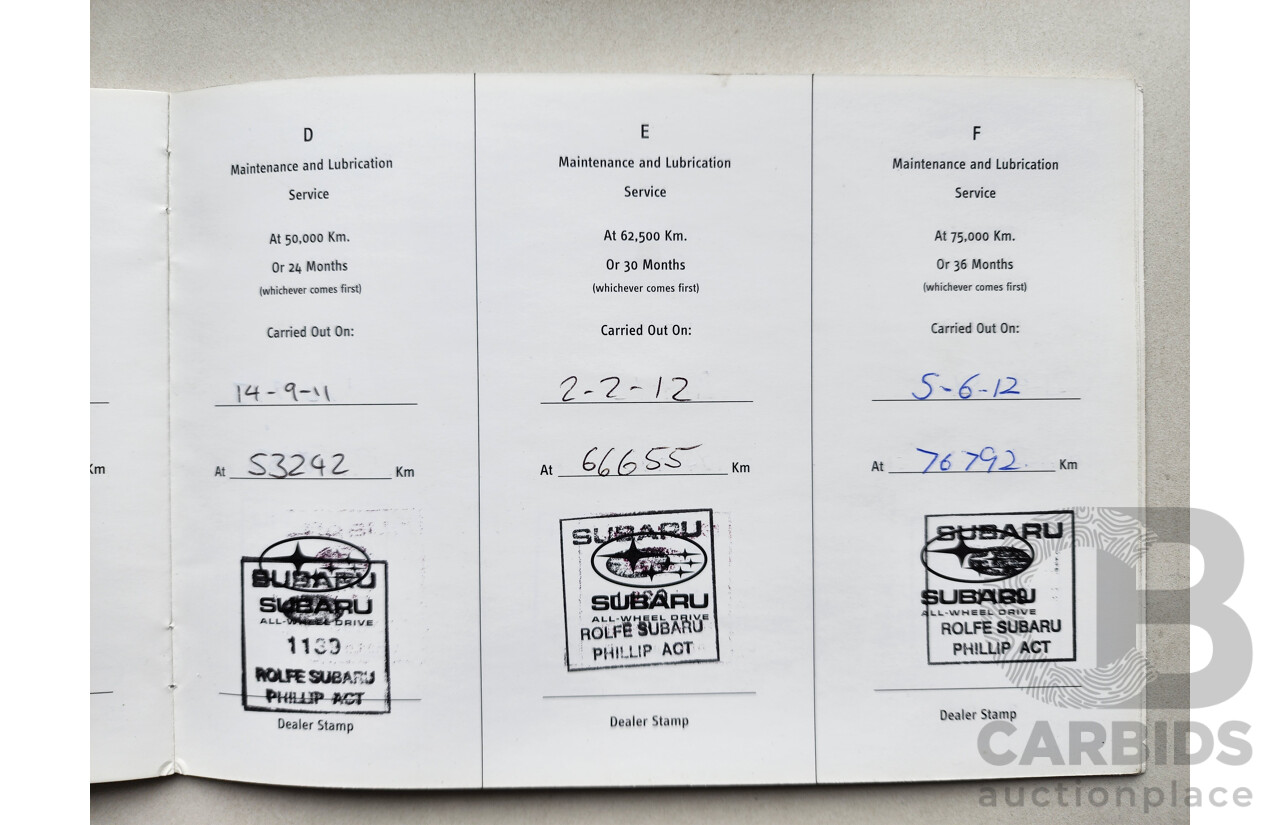 Km
D
Maintenance and Lubrication
Service
At 50,000 Km.
Or 24 Months
(whichever comes first)
Carried Out On:
14-9-11
At 53242 Km
SUBARU
SUBARU
ALL-WHEEL DRIVE
ROLFE SUBARU
PHILLIP ACT
Dealer Stamp
E
Maintenance and Lubrication
Service
At 62,500 Km.
Or 30 Months
(whichever comes first)
Carried Out On:
2-2-12
At 66655 Km
SUBARU
SUBARU
ALL-WHEEL DRIVE
ROLFE SUBARU
PHILLIP ACT
Dealer Stamp
F
Maintenance and Lubrication
Service
At 75,000 Km.
Or 36 Months
(whichever comes first)
Carried Out On:
5-6-12
At 76792 Km
SUBARU
SUBARU
ALL-WHEEL DRIVE
ROLFE SUBARU
PHILLIP ACT
Dealer Stamp
CARBIDS
auctionplace